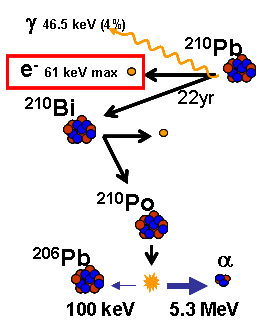 γ 46.5 keV (4%)
²¹⁰Pb
e⁻ 61 keV max
22yr
²¹⁰Bi
²¹⁰Po
²⁰⁶Pb
α
100 keV
5.3 MeV